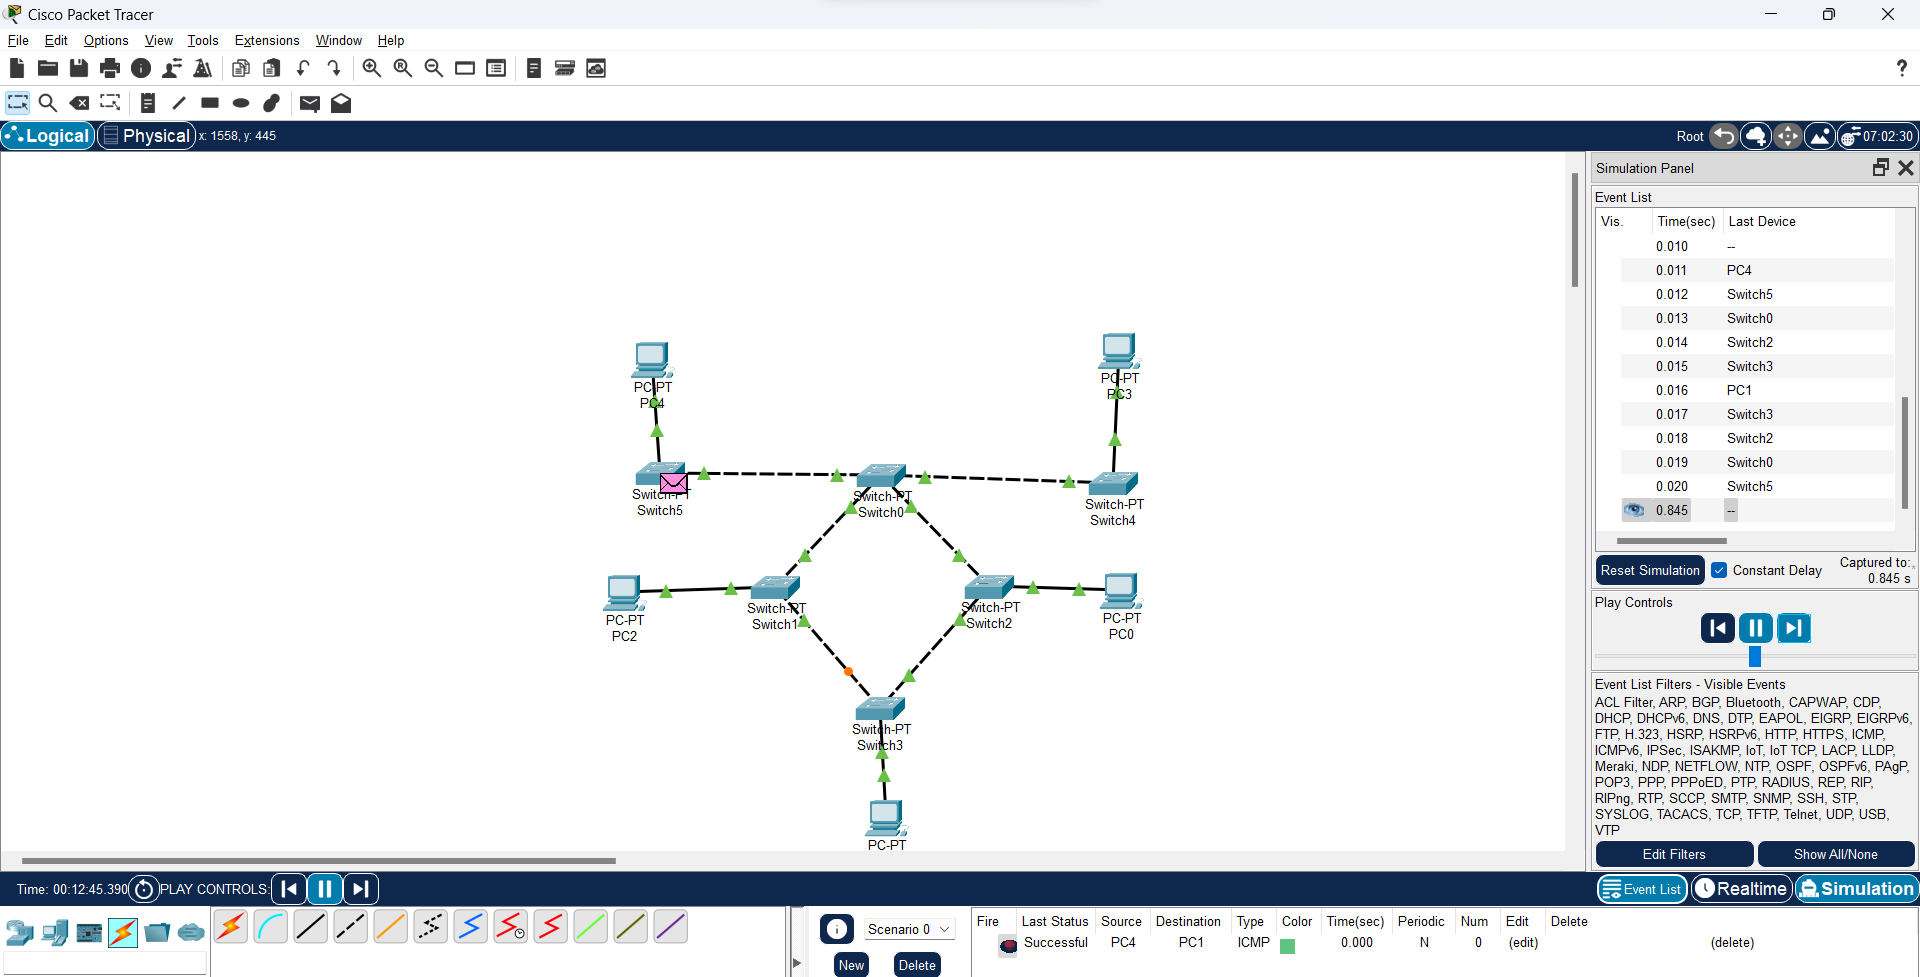 Cisco Packet Tracer
File Edit Options View Tools Extensions Window Help
?
Logical Physical x: 1558, y: 445 Root 07:02:30
Simulation Panel
Event List
Vis. Time(sec) Last Device
0.010 --
0.011 PC4
0.012 Switch5
0.013 Switch0
0.014 Switch2
0.015 Switch3
0.016 PC1
0.017 Switch3
0.018 Switch2
0.019 Switch0
0.020 Switch5
0.845 --
Reset Simulation Constant Delay Captured to:
0.845 s
Play Controls
Event List Filters - Visible Events
ACL Filter, ARP, BGP, Bluetooth, CAPWAP, CDP,
DHCP, DHCPv6, DNS, DTP, EAPOL, EIGRP, EIGRPv6,
FTP, H.323, HSRP, HSRPv6, HTTP, HTTPS, ICMP,
ICMPv6, IPSec, ISAKMP, IoT, IoT TCP, LACP, LLDP,
Meraki, NDP, NETFLOW, NTP, OSPF, OSPFv6, PAgP,
POP3, PPP, PPPoED, PTP, RADIUS, REP, RIP,
RIPng, RTP, SCCP, SMTP, SNMP, SSH, STP,
SYSLOG, TACACS, TCP, TFTP, Telnet, UDP, USB,
VTP
Edit Filters Show All/None
PC-PT
PC4
PC-PT
PC3
Switch-PT
Switch5
Switch-PT
Switch0
Switch-PT
Switch4
PC-PT
PC2
Switch-PT
Switch1
Switch-PT
Switch2
PC-PT
PC0
Switch-PT
Switch3
PC-PT
Time: 00:12:45.390 PLAY CONTROLS:
Event List Realtime Simulation
Scenario 0
New Delete
Fire Last Status Source Destination Type Color Time(sec) Periodic Num Edit Delete
Successful PC4 PC1 ICMP 0.000 N 0 (edit) (delete)